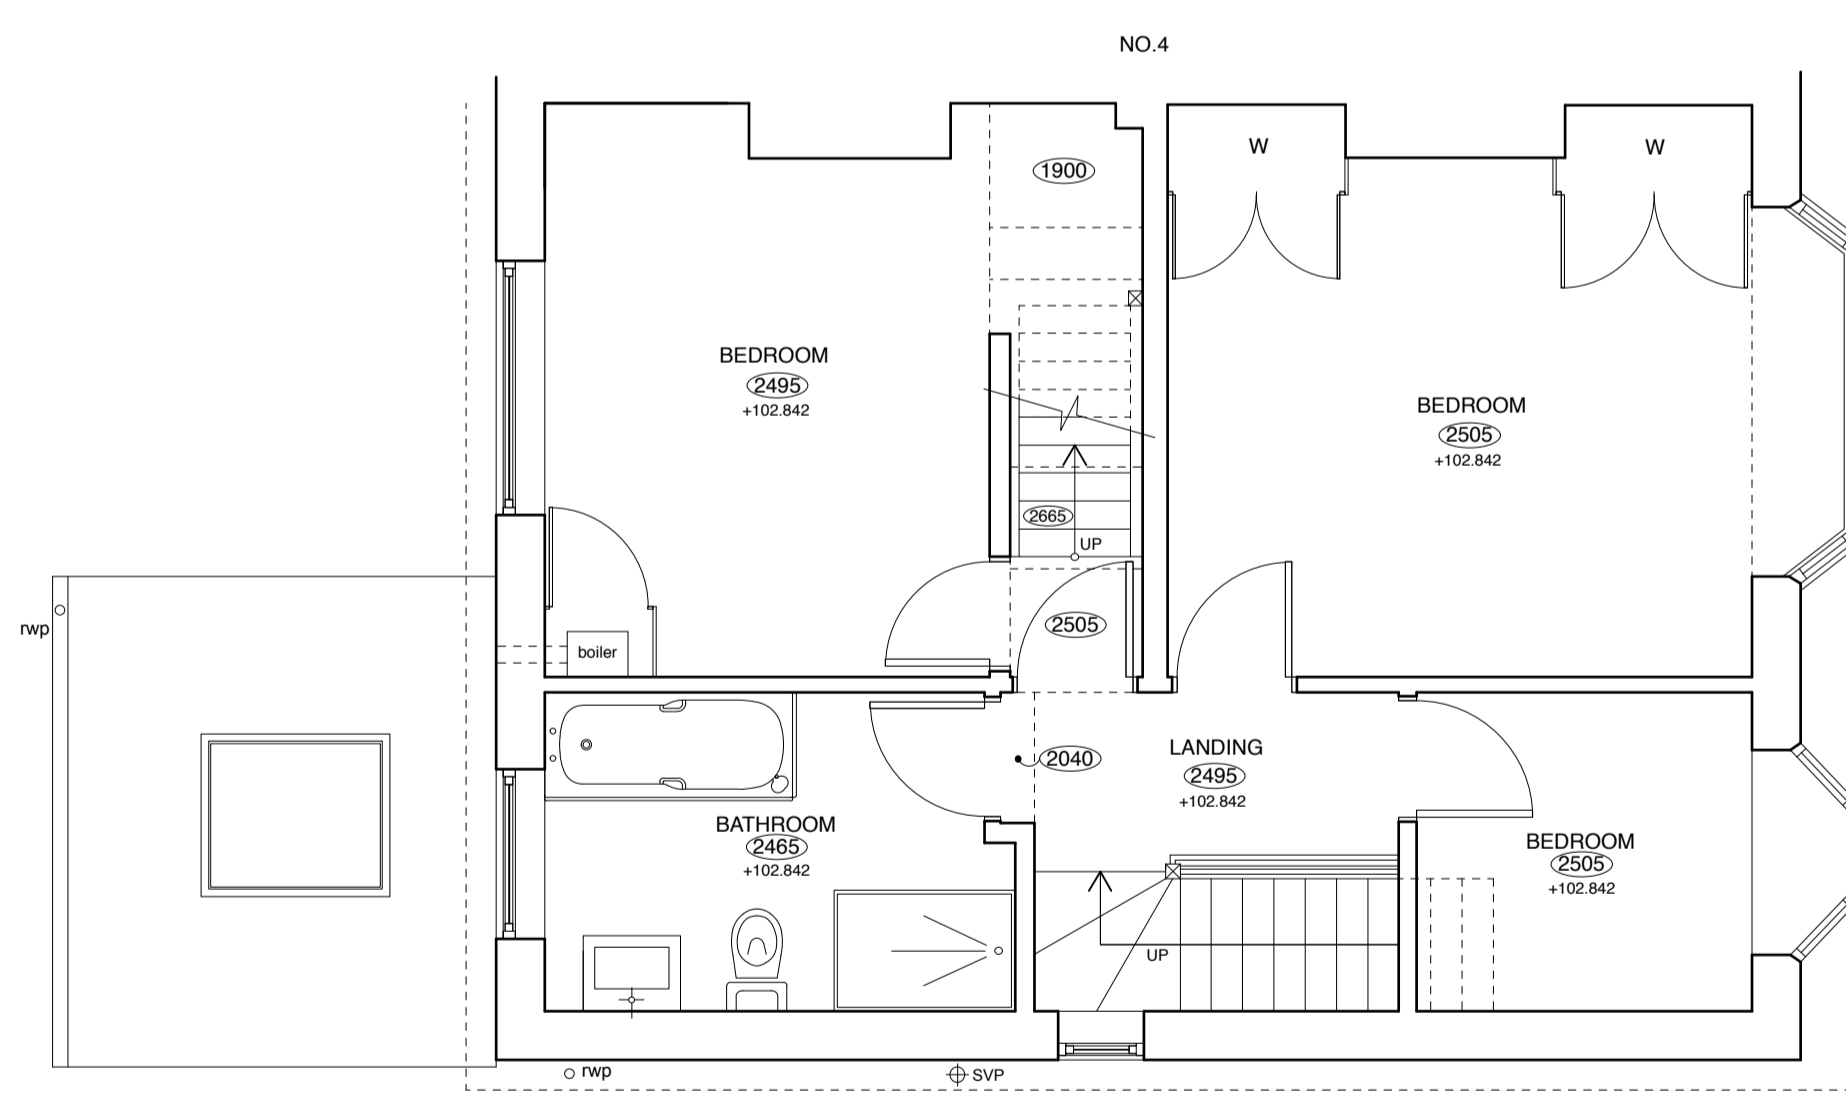 NO.4
W
W
1900
BEDROOM
2495
+102.842
BEDROOM
2505
+102.842
2665
UP
2505
rwp
boiler
2040
LANDING
2495
+102.842
BATHROOM
2465
+102.842
BEDROOM
2505
+102.842
UP
rwp
SVP